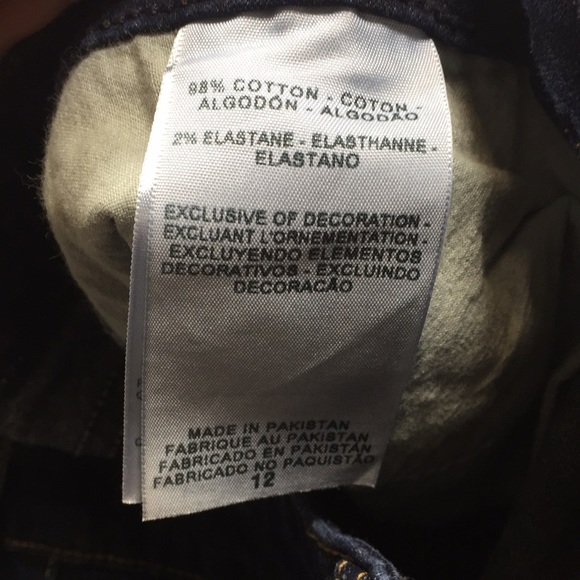 98% COTTON - COTON -
ALGODÓN - ALGODÃO
2% ELASTANE - ELASTHANNE -
ELASTANO
EXCLUSIVE OF DECORATION -
EXCLUANT L'ORNEMENTATION -
EXCLUYENDO ELEMENTOS
DECORATIVOS - EXCLUINDO
DECORAÇÃO
MADE IN PAKISTAN
FABRIQUE AU PAKISTAN
FABRICADO EN PAKISTAN
FABRICADO NO PAQUISTÃO
12